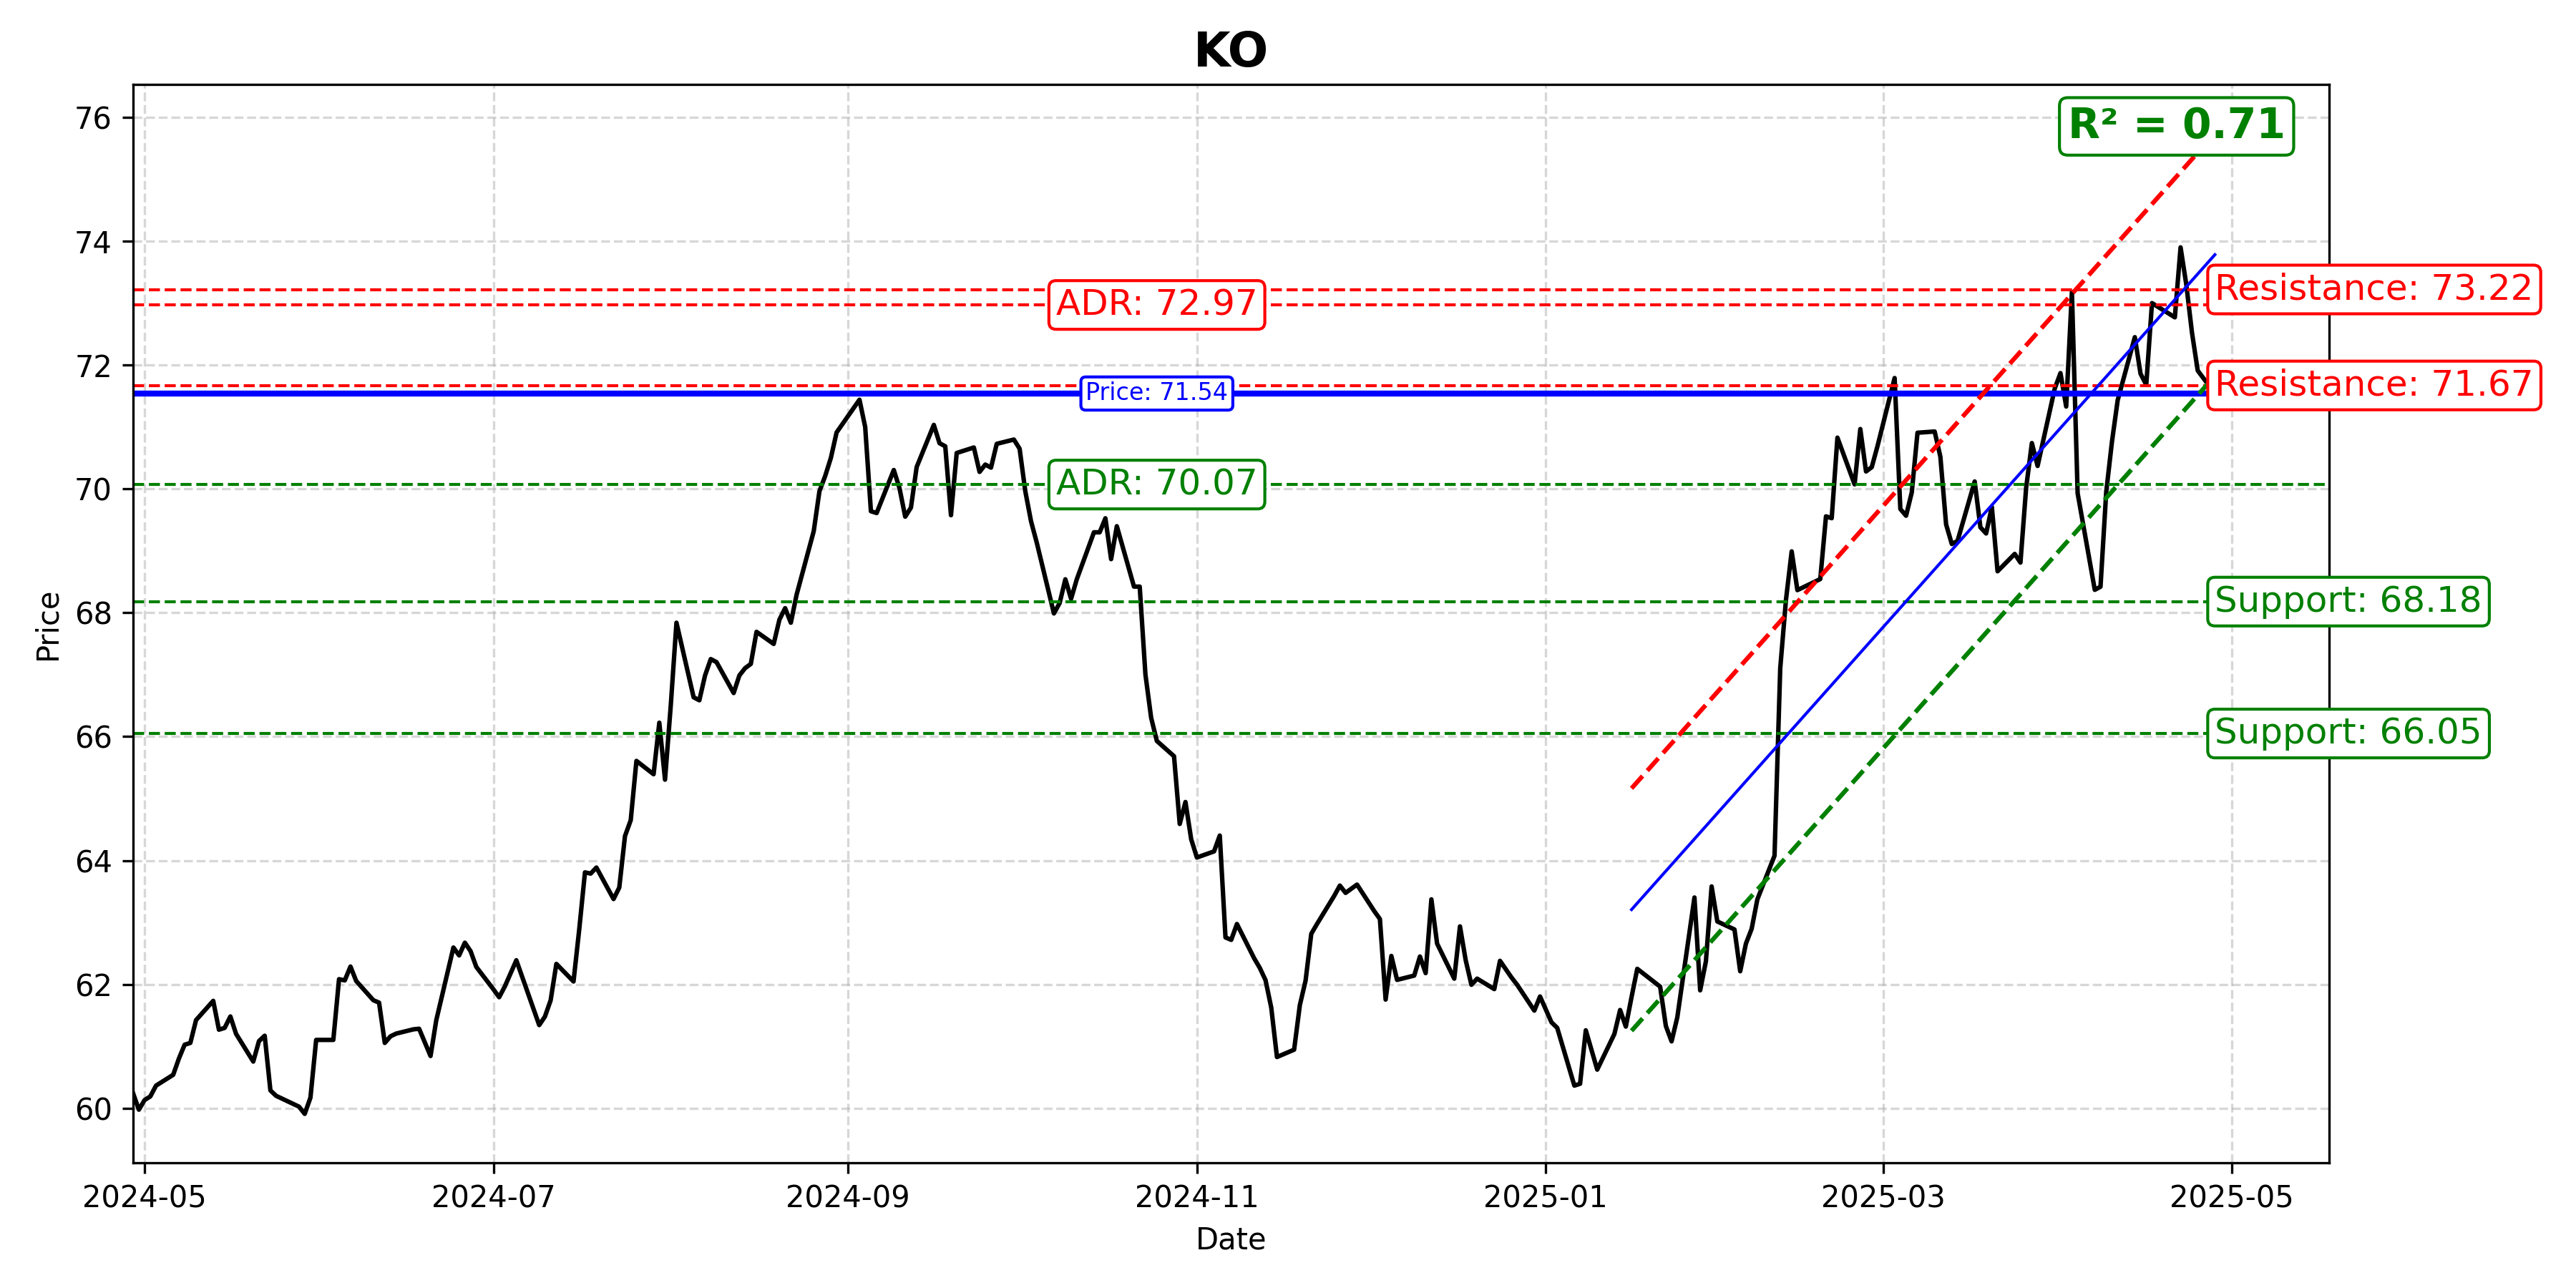 KO
R² = 0.71
76
74
72
70
68
66
64
62
60
Price
Resistance: 73.22
ADR: 72.97
Resistance: 71.67
Price: 71.54
ADR: 70.07
Support: 68.18
Support: 66.05
2024-05
2024-07
2024-09
2024-11
2025-01
2025-03
2025-05
Date